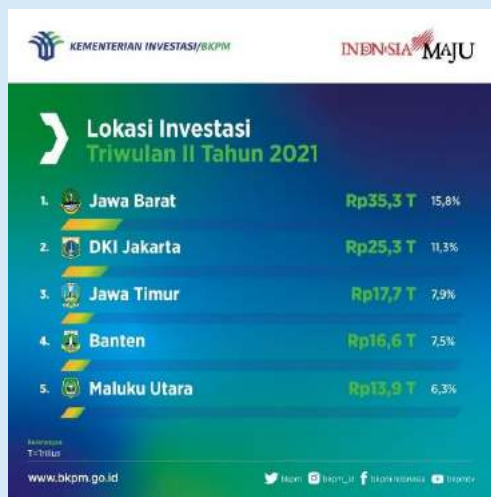 KEMENTERIAN INVESTASI/BKPM
INDONESIA MAJU
Lokasi Investasi
Triwulan II Tahun 2021
1. Jawa Barat Rp35,3 T 15,8%
2. DKI Jakarta Rp25,3 T 11,3%
3. Jawa Timur Rp17,7 T 7,9%
4. Banten Rp16,6 T 7,5%
5. Maluku Utara Rp13,9 T 6,3%
T=Triliun
www.bkpm.go.id bkpm bkpm_id